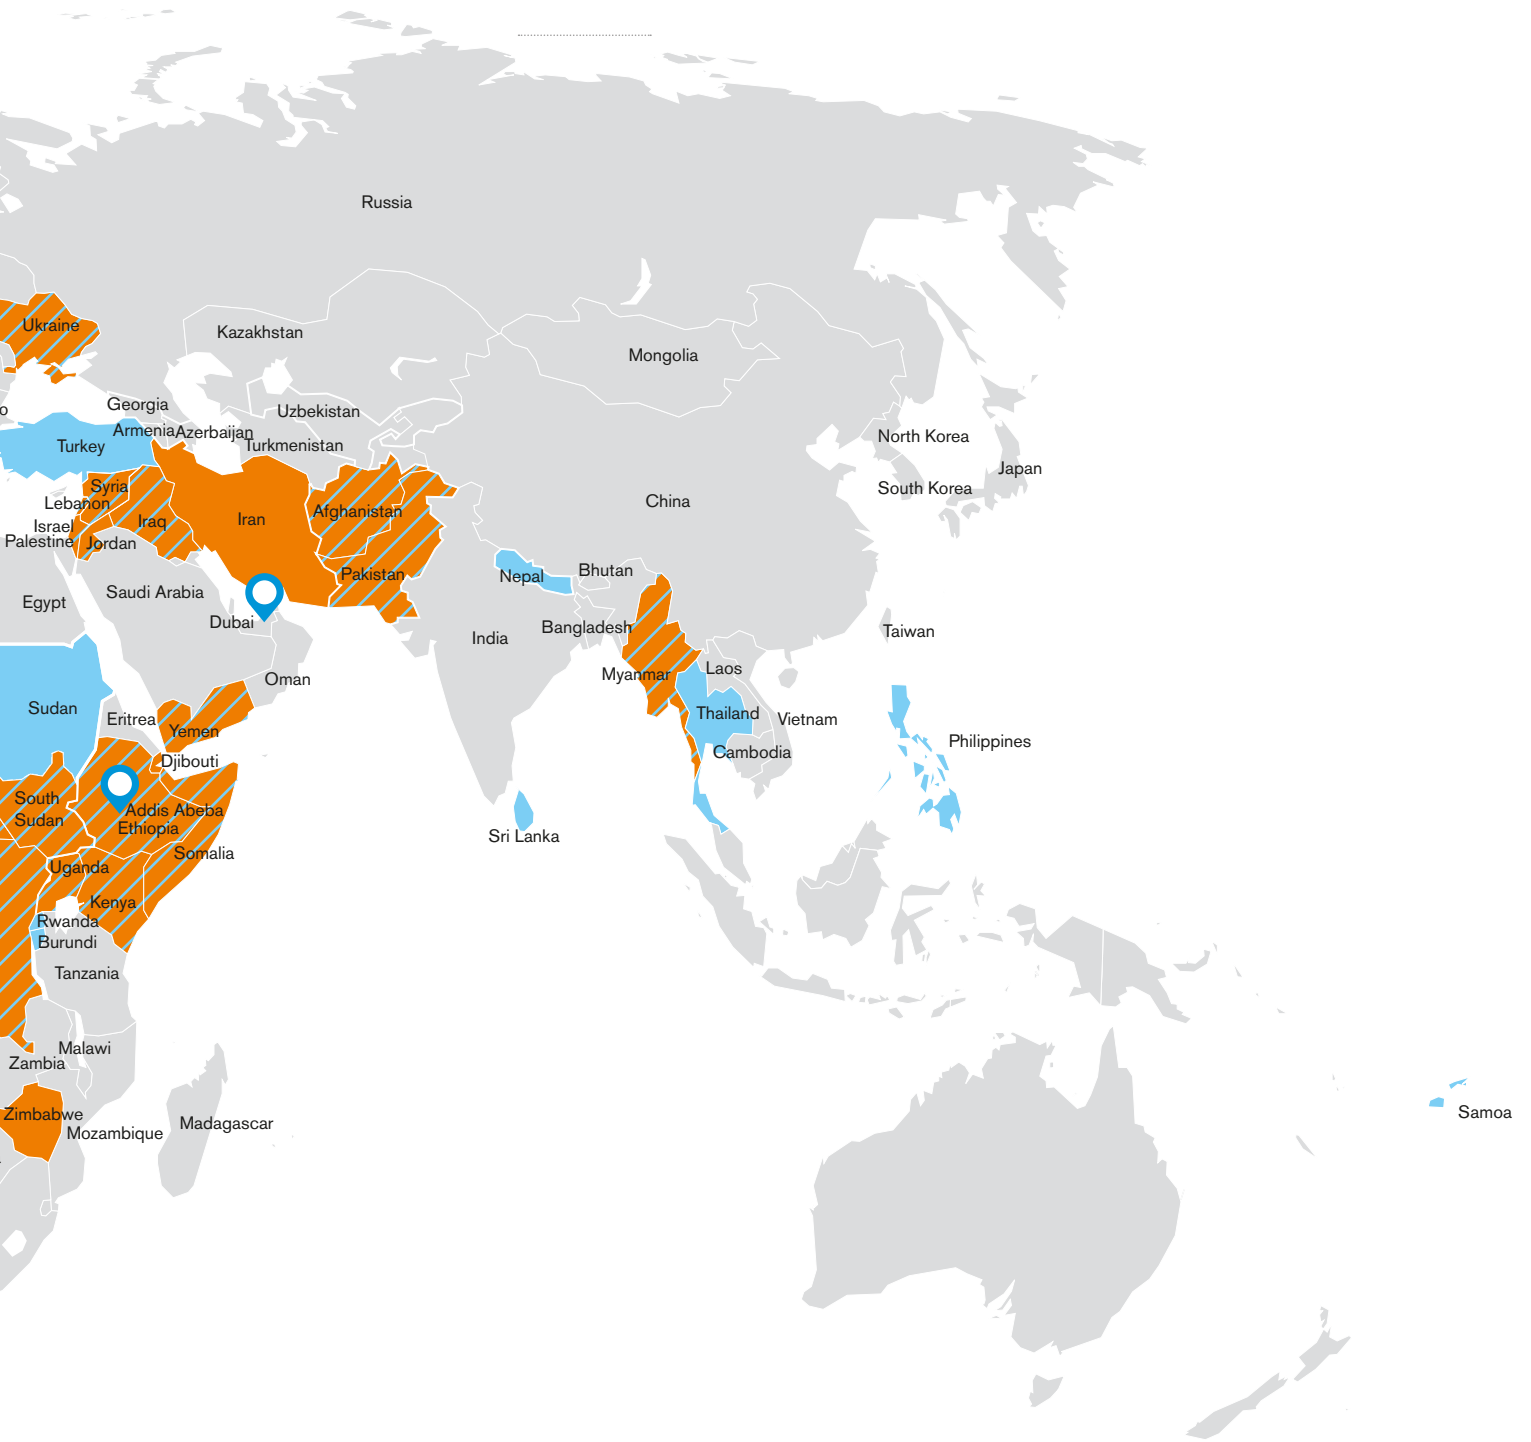 Russia
Ukraine
Kazakhstan
Mongolia
Georgia
o
Uzbekistan
Armenia
Azerbaijan
Turkmenistan
Turkey
North Korea
Japan
South Korea
Syria
Lebanon
China
Afghanistan
Iran
Iraq
Israel
Palestine
Jordan
Pakistan
Nepal
Bhutan
Saudi Arabia
Egypt
Dubai
Bangladesh
India
Taiwan
Laos
Myanmar
Oman
Sudan
Eritrea
Thailand
Vietnam
Yemen
Philippines
Cambodia
Djibouti
South
Sudan
Addis Abeba
Ethiopia
Sri Lanka
Somalia
Uganda
Kenya
Rwanda
Burundi
Tanzania
Malawi
Zambia
Zimbabwe
Mozambique
Madagascar
Samoa